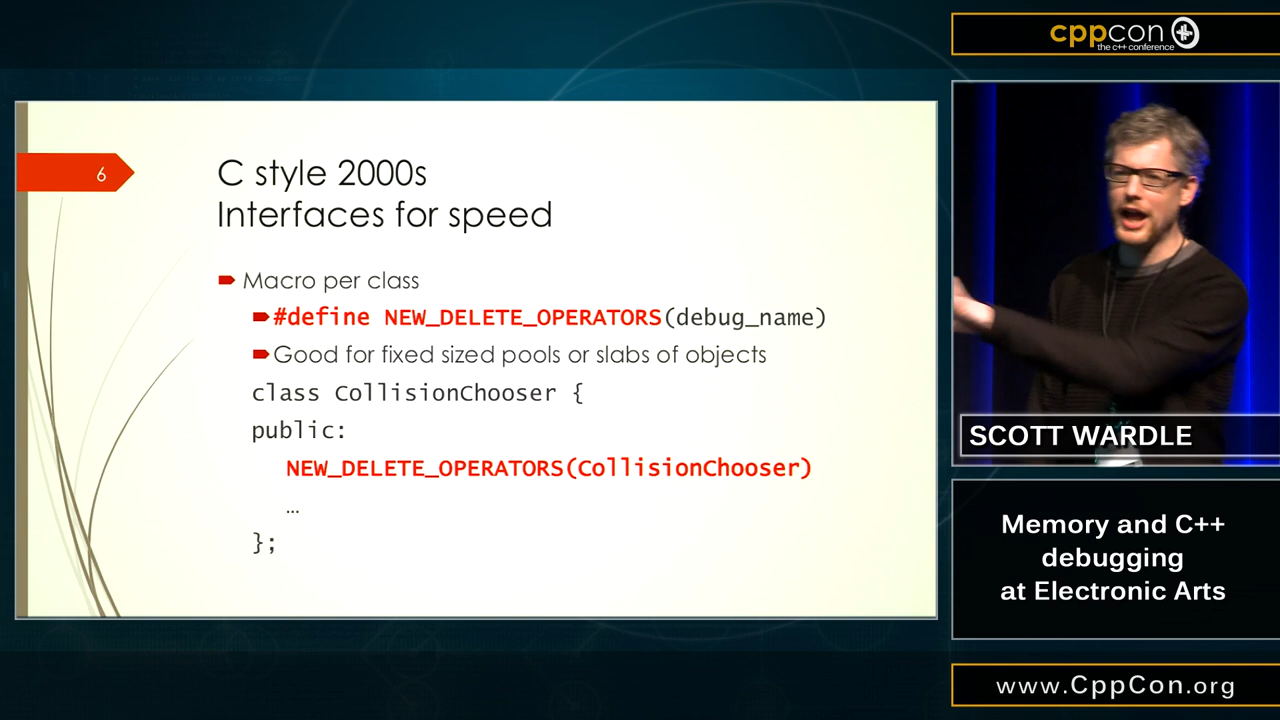 cppcon
the c++ conference
6
C style 2000s
Interfaces for speed
Macro per class
#define NEW_DELETE_OPERATORS(debug_name)
Good for fixed sized pools or slabs of objects
class CollisionChooser {
public:
NEW_DELETE_OPERATORS(CollisionChooser)
…
};
SCOTT WARDLE
Memory and C++
debugging
at Electronic Arts
www.CppCon.org